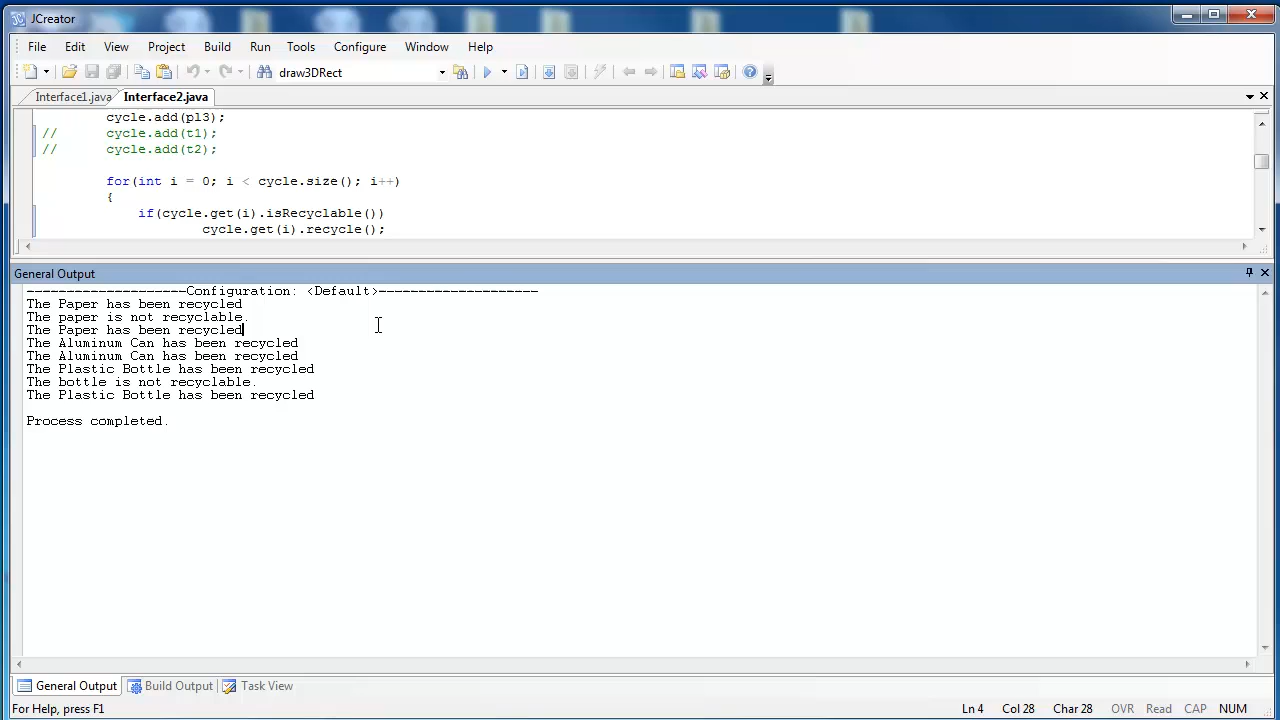 JCreator
File Edit View Project Build Run Tools Configure Window Help
draw3DRect
Interface1.java Interface2.java
cycle.add(pl3);
// cycle.add(t1);
// cycle.add(t2);
for(int i = 0; i < cycle.size(); i++)
{
if(cycle.get(i).isRecyclable())
cycle.get(i).recycle();
General Output
--------------------Configuration: <Default>--------------------
The Paper has been recycled
The paper is not recyclable.
The Paper has been recycled
The Aluminum Can has been recycled
The Aluminum Can has been recycled
The Plastic Bottle has been recycled
The bottle is not recyclable.
The Plastic Bottle has been recycled
Process completed.
General Output Build Output Task View
For Help, press F1 Ln 4 Col 28 Char 28 OVR Read CAP NUM